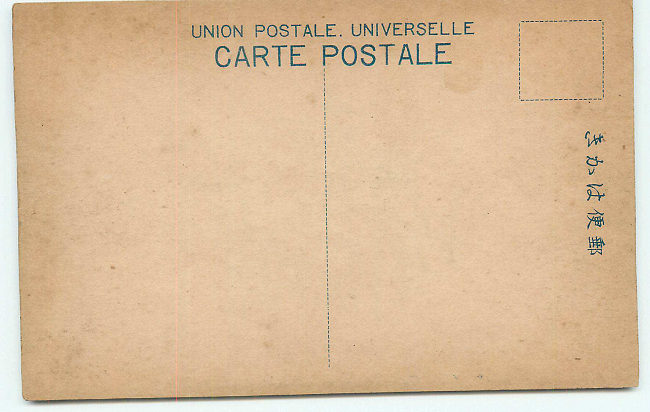 UNION POSTALE. UNIVERSELLE
CARTE POSTALE
郵便はかき